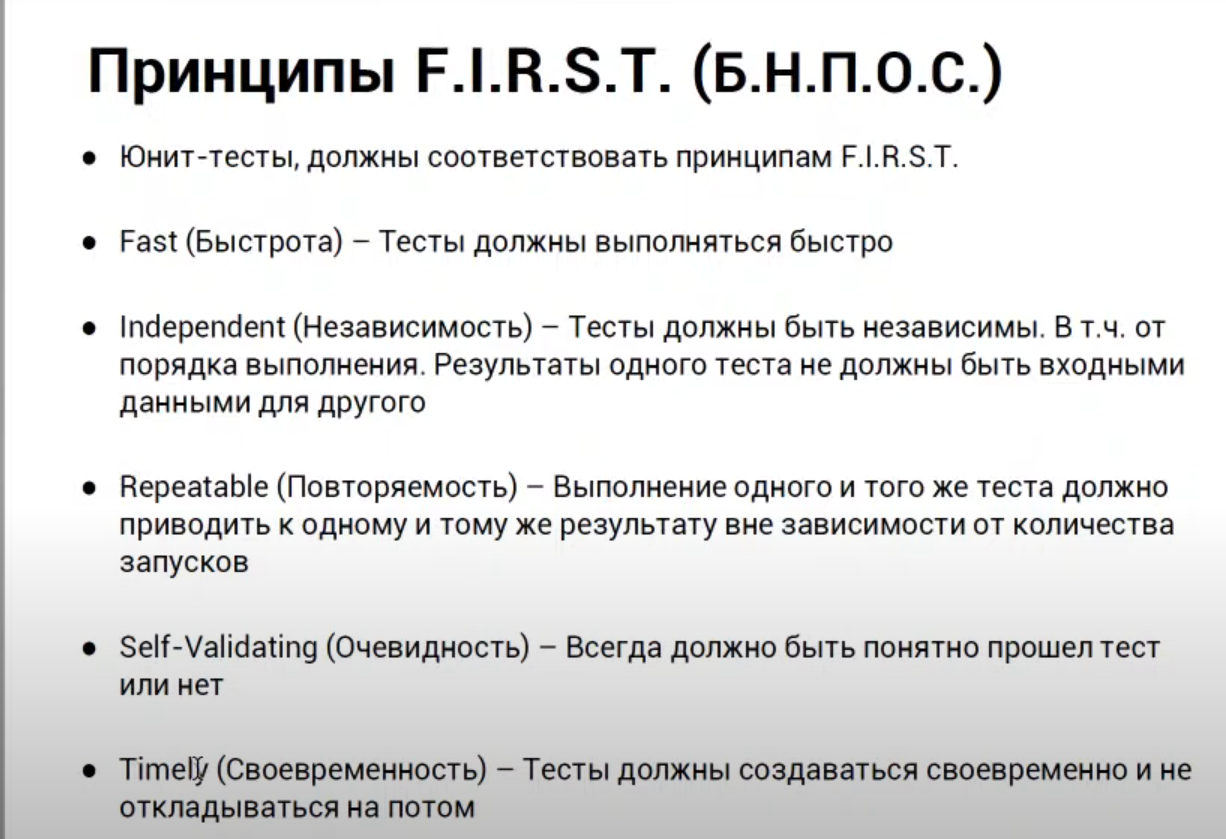 Принципы F.I.R.S.T. (Б.Н.П.О.С.)
● Юнит-тесты, должны соответствовать принципам F.I.R.S.T.
● Fast (Быстрота) – Тесты должны выполняться быстро
● Independent (Независимость) – Тесты должны быть независимы. В т.ч. от
порядка выполнения. Результаты одного теста не должны быть входными
данными для другого
● Repeatable (Повторяемость) – Выполнение одного и того же теста должно
приводить к одному и тому же результату вне зависимости от количества
запусков
● Self-Validating (Очевидность) – Всегда должно быть понятно прошел тест
или нет
● Timely (Своевременность) – Тесты должны создаваться своевременно и не
откладываться на потом